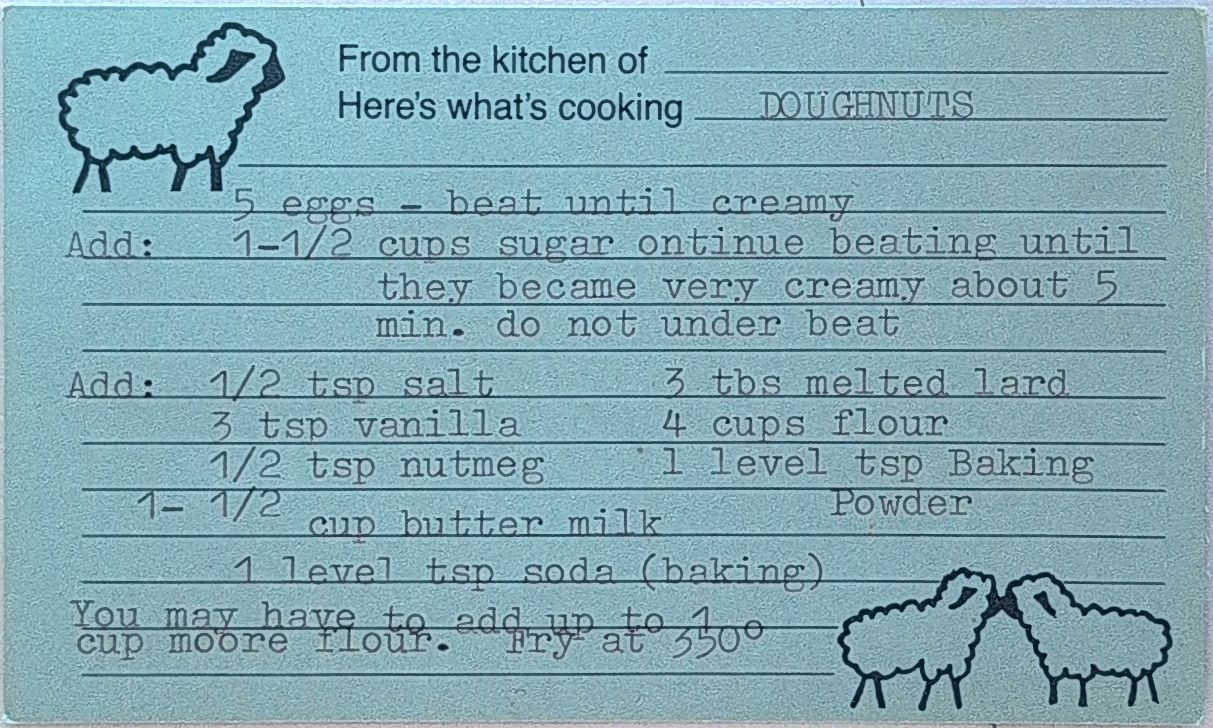 From the kitchen of
Here's what's cooking DOUGHNUTS
5 eggs - beat until creamy
Add: 1-1/2 cups sugar ontinue beating until
they became very creamy about 5
min. do not under beat
Add: 1/2 tsp salt 3 tbs melted lard
3 tsp vanilla 4 cups flour
1/2 tsp nutmeg 1 level tsp Baking
1- 1/2 cup butter milk Powder
1 level tsp soda (baking)
You may have to add up to 1
cup moore flour. Fry at 350º